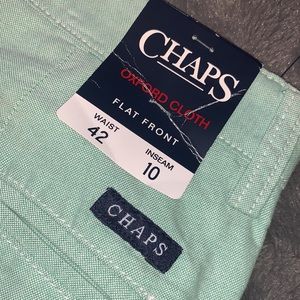 CHAPS
OXFORD CLOTH
FLAT FRONT
WAIST
42
INSEAM
10
CHAPS